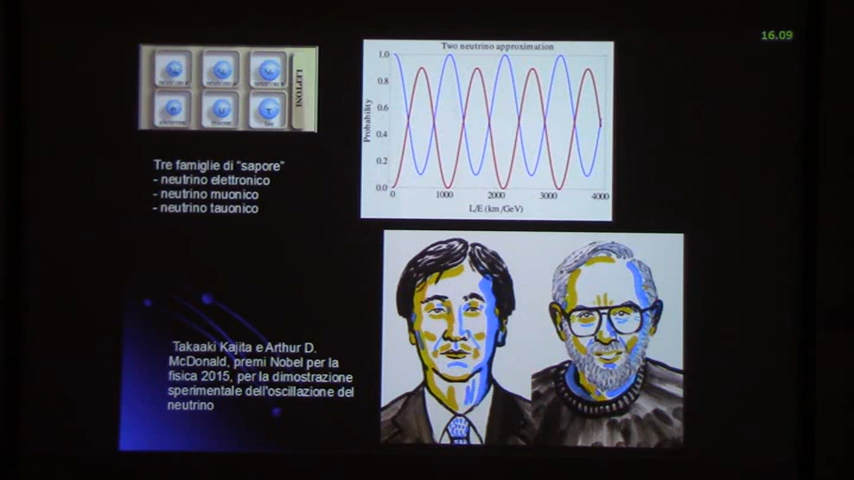 16.09
LEPTONI
Tre famiglie di "sapore"
- neutrino elettronico
- neutrino muonico
- neutrino tauonico
Two neutrino approximation
Probability
1.0
0.8
0.6
0.4
0.2
0.0
0
1000
2000
3000
4000
L/E (km/GeV)
Takaaki Kajita e Arthur D.
McDonald, premi Nobel per la
fisica 2015, per la dimostrazione
sperimentale dell'oscillazione del
neutrino